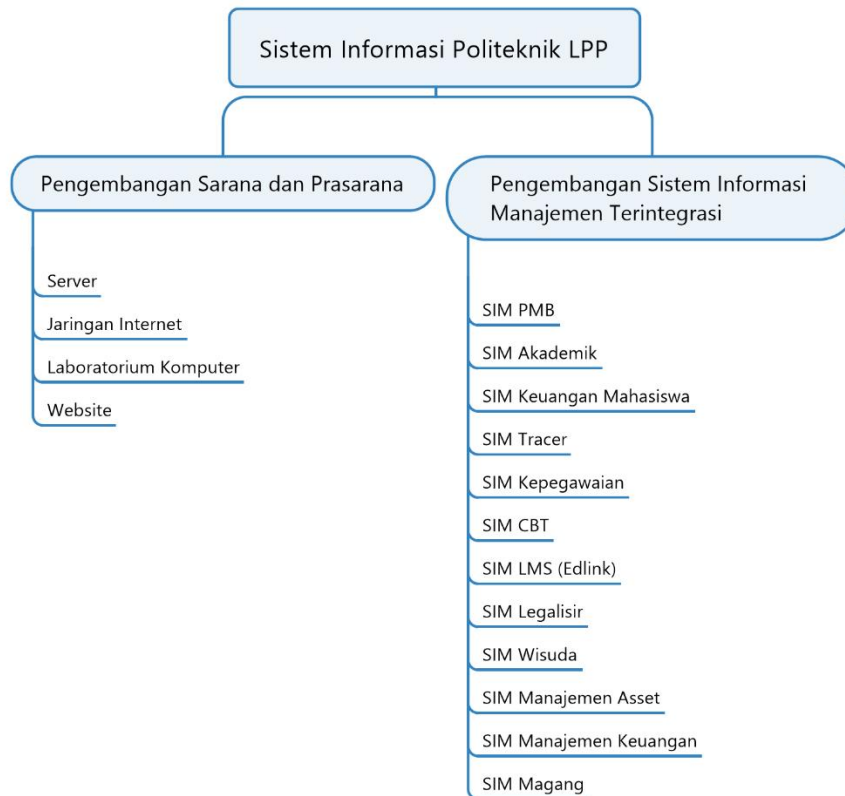 Sistem Informasi Politeknik LPP
Pengembangan Sarana dan Prasarana
Server
Jaringan Internet
Laboratorium Komputer
Website
Pengembangan Sistem Informasi
Manajemen Terintegrasi
SIM PMB
SIM Akademik
SIM Keuangan Mahasiswa
SIM Tracer
SIM Kepegawaian
SIM CBT
SIM LMS (Edlink)
SIM Legalisir
SIM Wisuda
SIM Manajemen Asset
SIM Manajemen Keuangan
SIM Magang